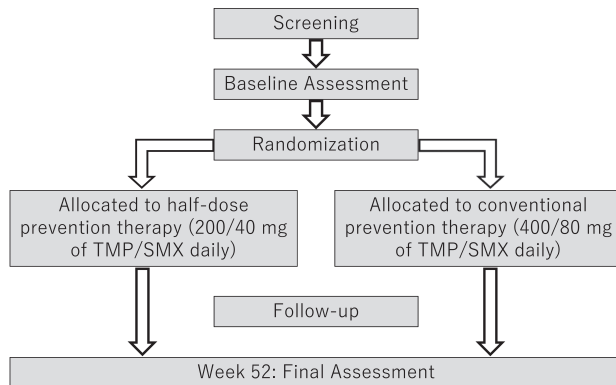 Screening
Baseline Assessment
Randomization
Allocated to half-dose
prevention therapy (200/40 mg
of TMP/SMX daily)
Allocated to conventional
prevention therapy (400/80 mg
of TMP/SMX daily)
Follow-up
Week 52: Final Assessment